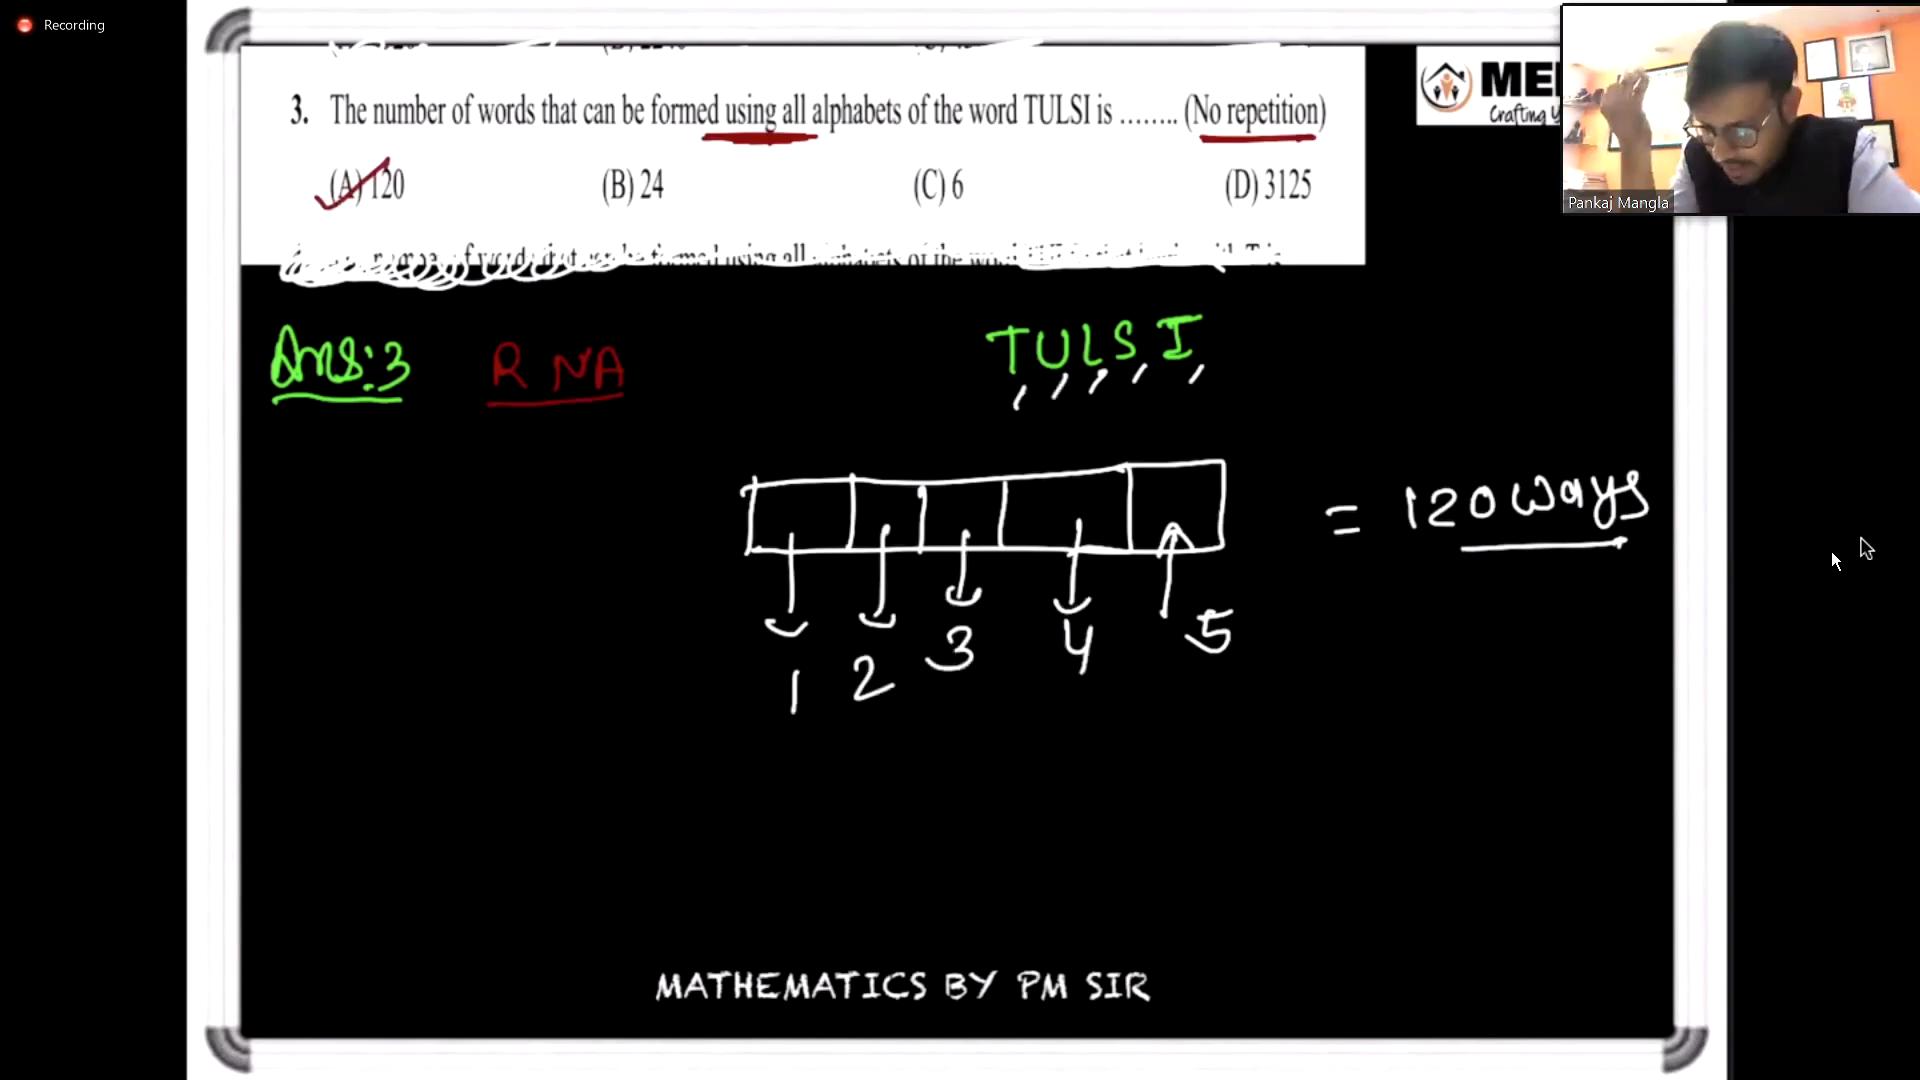 Recording
3. The number of words that can be formed using all alphabets of the word TULSI is ........ (No repetition)
(A) 120 (B) 24 (C) 6 (D) 3125
Pankaj Mangla
Ans:3 R NA TULSI
= 120 ways
1 2 3 4 5
MATHEMATICS BY PM SIR